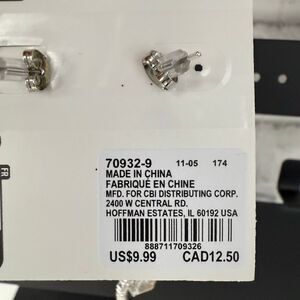 70932-9 11-05 174
MADE IN CHINA
FABRIQUÉ EN CHINE
MFD. FOR CBI DISTRIBUTING CORP.
2400 W CENTRAL RD.
HOFFMAN ESTATES, IL 60192 USA
888711709326
US$9.99 CAD12.50
FR